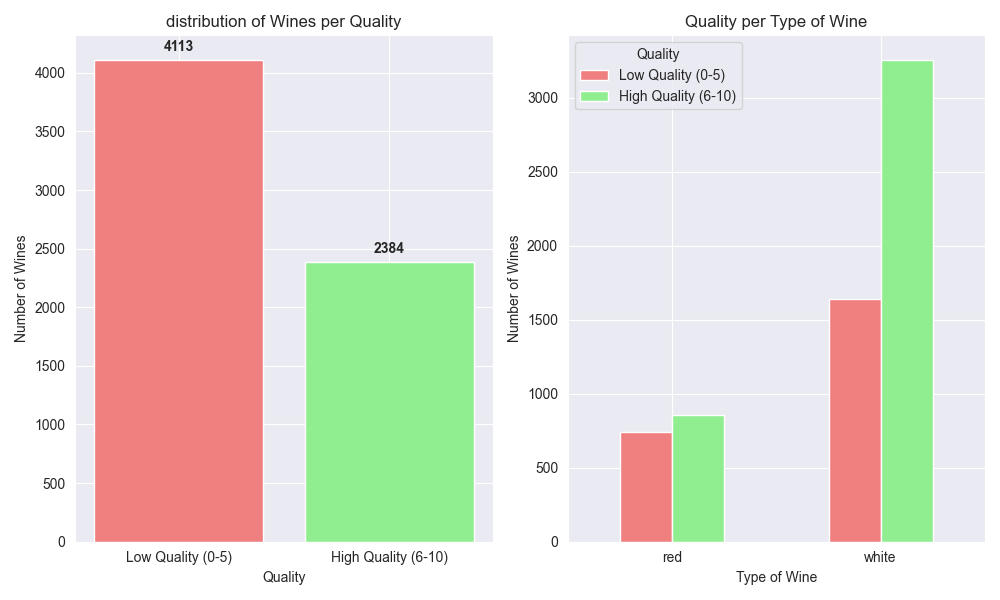 distribution of Wines per Quality
4113
2384
4000
3500
3000
2500
2000
1500
1000
500
0
Number of Wines
Low Quality (0-5)
High Quality (6-10)
Quality
Quality per Type of Wine
Quality
Low Quality (0-5)
High Quality (6-10)
3000
2500
2000
1500
1000
500
0
Number of Wines
red
white
Type of Wine